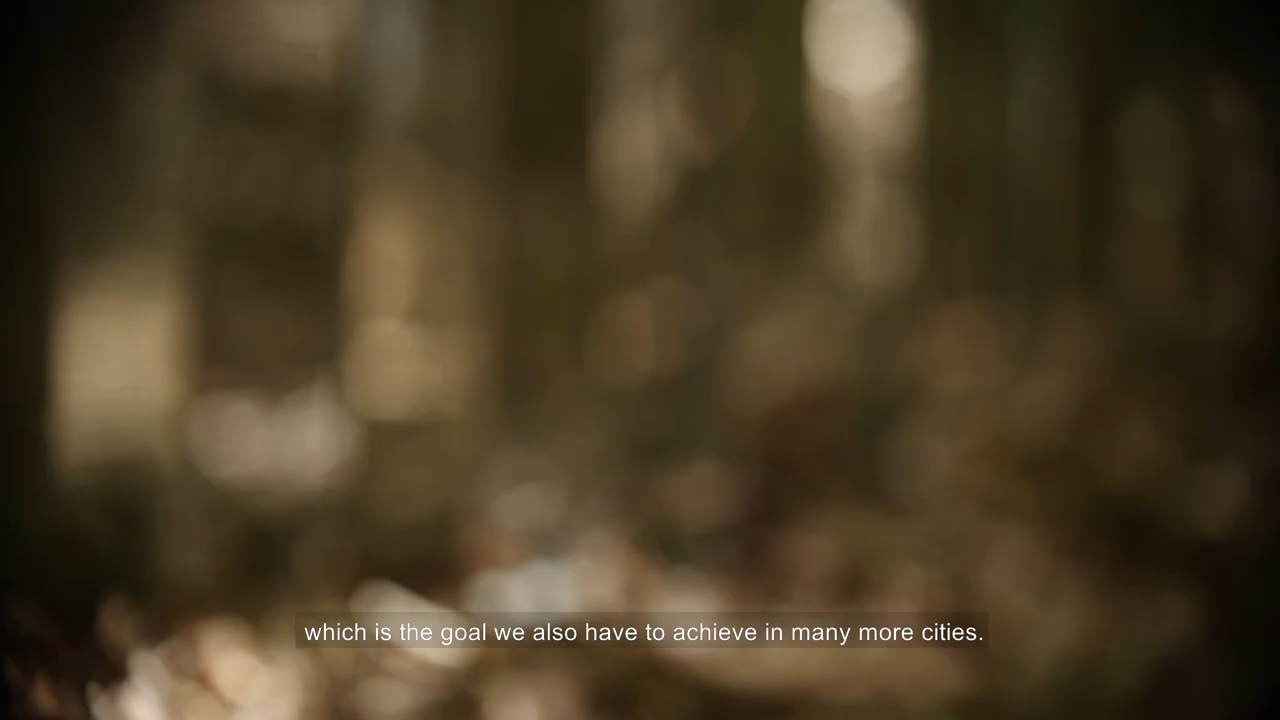 which is the goal we also have to achieve in many more cities.